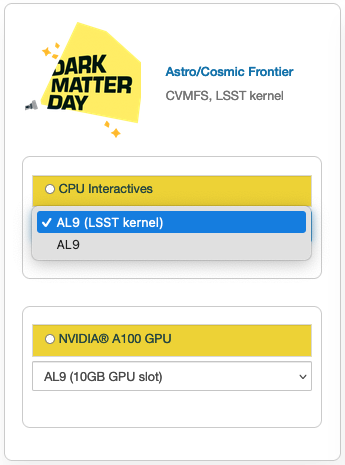 DARK
MATTER
DAY
Astro/Cosmic Frontier
CVMFS, LSST kernel
CPU Interactives
✓ AL9 (LSST kernel)
AL9
NVIDIA® A100 GPU
AL9 (10GB GPU slot)